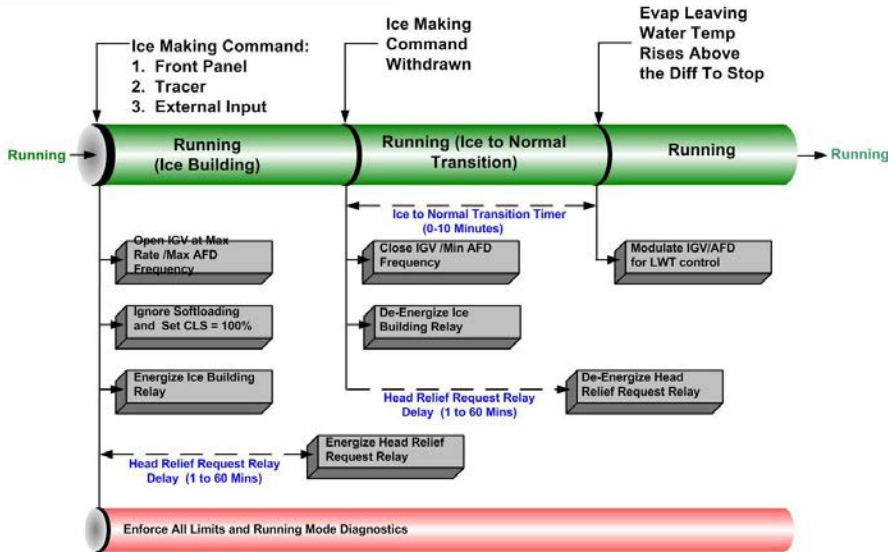 Ice Making Command:
1. Front Panel
2. Tracer
3. External Input
Ice Making
Command
Withdrawn
Evap Leaving
Water Temp
Rises Above
the Diff To Stop
Running
Running
(Ice Building)
Running (Ice to Normal
Transition)
Running
Running
Ice to Normal Transition Timer
(0-10 Minutes)
Open IGV at Max
Rate /Max AFD
Frequency
Close IGV /Min AFD
Frequency
Modulate IGV/AFD
for LWT control
Ignore Softloading
and Set CLS = 100%
De-Energize Ice
Building Relay
Energize Ice Building
Relay
Head Relief Request Relay
Delay (1 to 60 Mins)
De-Energize Head
Relief Request Relay
Head Relief Request Relay
Delay (1 to 60 Mins)
Energize Head Relief
Request Relay
Enforce All Limits and Running Mode Diagnostics